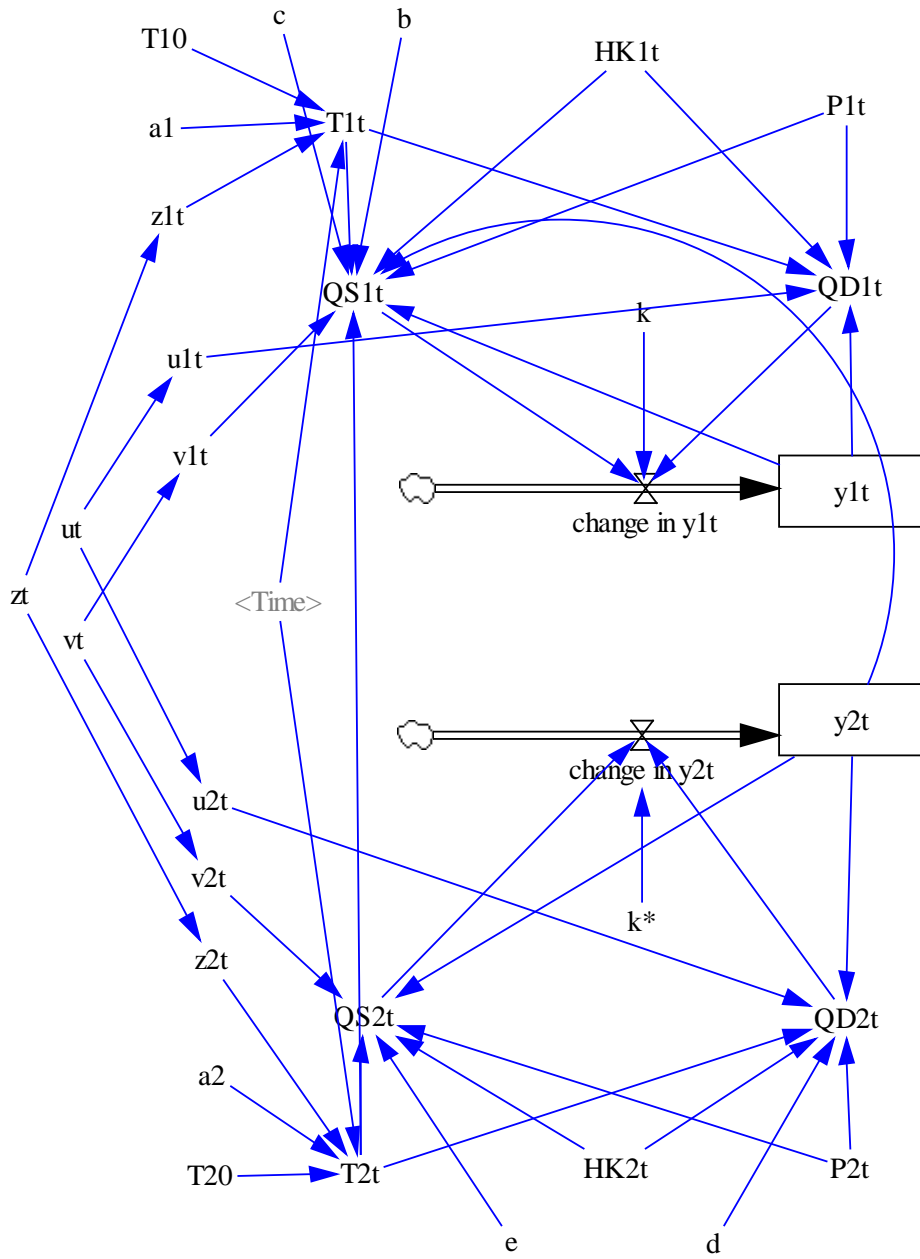 c
b
T10
HK1t
P1t
a1
T1t
z1t
QS1t
QD1t
k
u1t
v1t
y1t
change in y1t
ut
zt
<Time>
vt
y2t
change in y2t
u2t
v2t
k*
z2t
QS2t
QD2t
a2
T20
T2t
HK2t
P2t
e
d